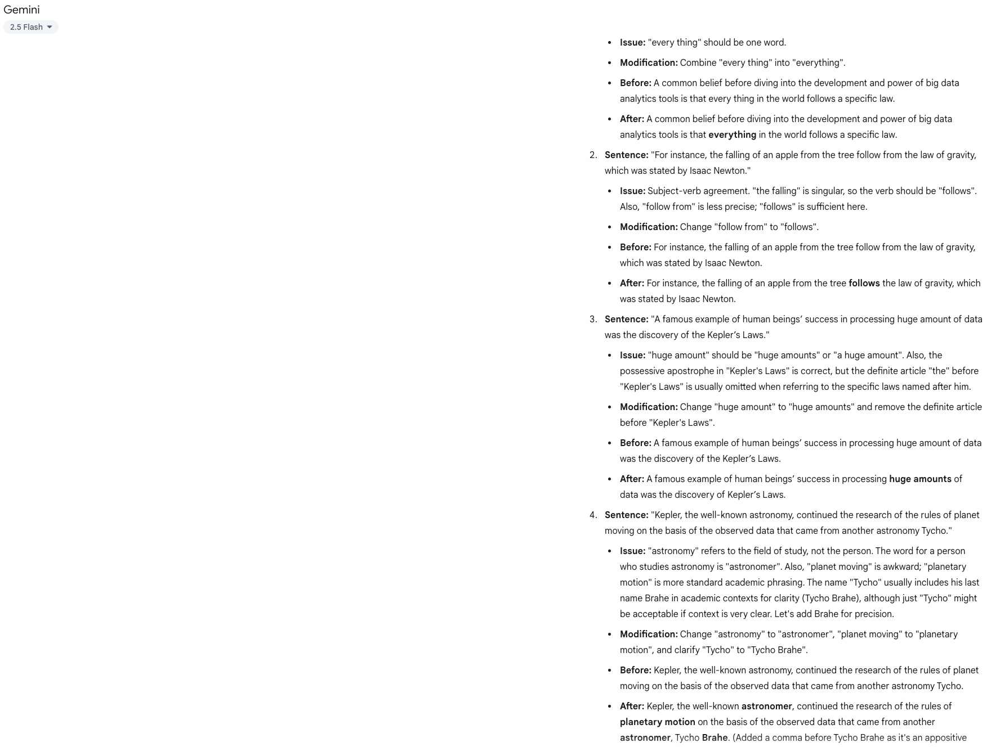 Gemini
2.5 Flash
• Issue: "every thing" should be one word.
• Modification: Combine "every thing" into "everything".
• Before: A common belief before diving into the development and power of big data
analytics tools is that every thing in the world follows a specific law.
• After: A common belief before diving into the development and power of big data
analytics tools is that everything in the world follows a specific law.
2. Sentence: "For instance, the falling of an apple from the tree follow from the law of gravity,
which was stated by Isaac Newton."
• Issue: Subject-verb agreement. "the falling" is singular, so the verb should be "follows".
Also, "follow from" is less precise; "follows" is sufficient here.
• Modification: Change "follow from" to "follows".
• Before: For instance, the falling of an apple from the tree follow from the law of gravity,
which was stated by Isaac Newton.
• After: For instance, the falling of an apple from the tree follows the law of gravity, which
was stated by Isaac Newton.
3. Sentence: "A famous example of human beings’ success in processing huge amount of data
was the discovery of the Kepler’s Laws."
• Issue: "huge amount" should be "huge amounts" or "a huge amount". Also, the
possessive apostrophe in "Kepler's Laws" is correct, but the definite article "the" before
"Kepler's Laws" is usually omitted when referring to the specific laws named after him.
• Modification: Change "huge amount" to "huge amounts" and remove the definite article
before "Kepler's Laws".
• Before: A famous example of human beings’ success in processing huge amount of data
was the discovery of the Kepler’s Laws.
• After: A famous example of human beings’ success in processing huge amounts of
data was the discovery of Kepler’s Laws.
4. Sentence: "Kepler, the well-known astronomy, continued the research of the rules of planet
moving on the basis of the observed data that came from another astronomy Tycho."
• Issue: "astronomy" refers to the field of study, not the person. The word for a person
who studies astronomy is "astronomer". Also, "planet moving" is awkward; "planetary
motion" is more standard academic phrasing. The name "Tycho" usually includes his last
name Brahe in academic contexts for clarity (Tycho Brahe), although just "Tycho" might
be acceptable if context is very clear. Let's add Brahe for precision.
• Modification: Change "astronomy" to "astronomer", "planet moving" to "planetary
motion", and clarify "Tycho" to "Tycho Brahe".
• Before: Kepler, the well-known astronomy, continued the research of the rules of planet
moving on the basis of the observed data that came from another astronomy Tycho.
• After: Kepler, the well-known astronomer, continued the research of the rules of
planetary motion on the basis of the observed data that came from another
astronomer, Tycho Brahe. (Added a comma before Tycho Brahe as it's an appositive